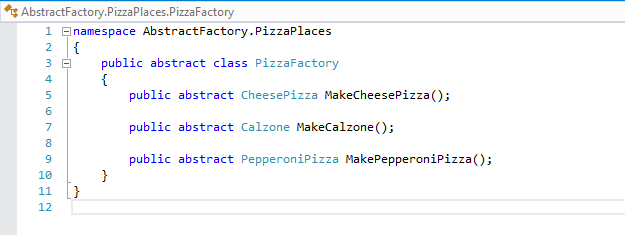 AbstractFactory.PizzaPlaces.PizzaFactory
1 namespace AbstractFactory.PizzaPlaces
2 {
3 public abstract class PizzaFactory
4 {
5 public abstract CheesePizza MakeCheesePizza();
6
7 public abstract Calzone MakeCalzone();
8
9 public abstract PepperoniPizza MakePepperoniPizza();
10 }
11 }
12